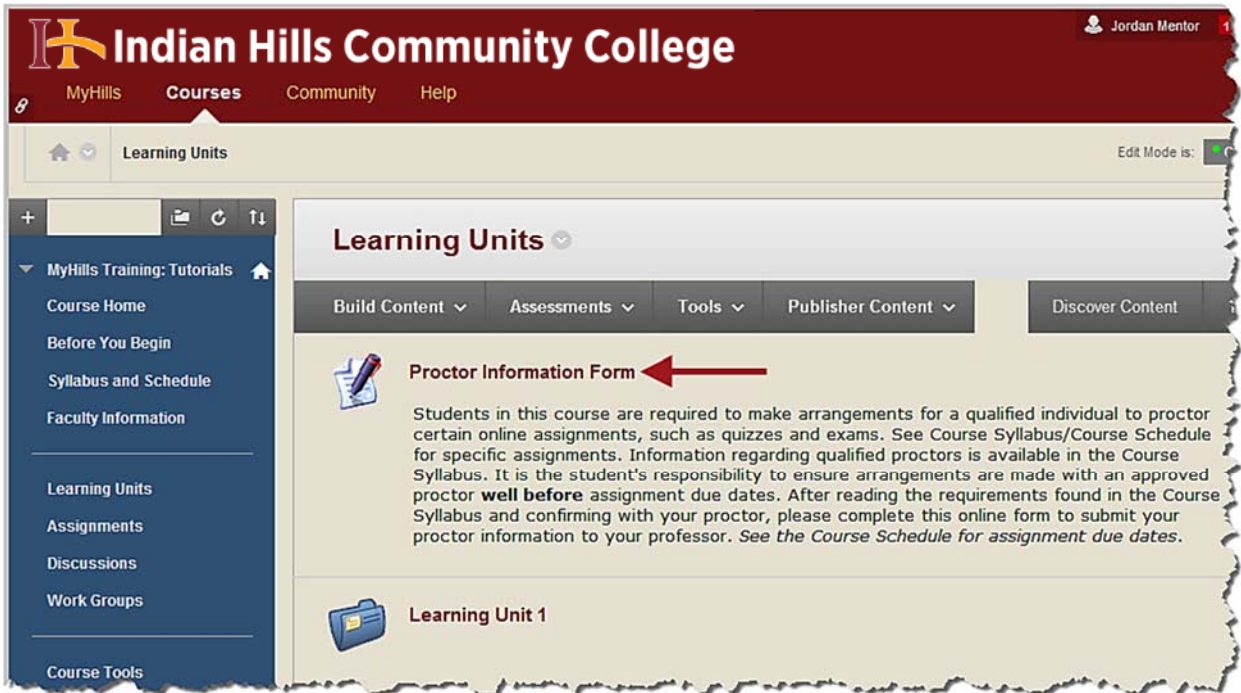 Indian Hills Community College
Jordan Mentor
1
MyHills Courses Community Help
Learning Units
Edit Mode is:
MyHills Training: Tutorials
Course Home
Before You Begin
Syllabus and Schedule
Faculty Information
Learning Units
Assignments
Discussions
Work Groups
Course Tools
Learning Units
Build Content Assessments Tools Publisher Content Discover Content
Proctor Information Form
Students in this course are required to make arrangements for a qualified individual to proctor
certain online assignments, such as quizzes and exams. See Course Syllabus/Course Schedule
for specific assignments. Information regarding qualified proctors is available in the Course
Syllabus. It is the student's responsibility to ensure arrangements are made with an approved
proctor well before assignment due dates. After reading the requirements found in the Course
Syllabus and confirming with your proctor, please complete this online form to submit your
proctor information to your professor. See the Course Schedule for assignment due dates.
Learning Unit 1